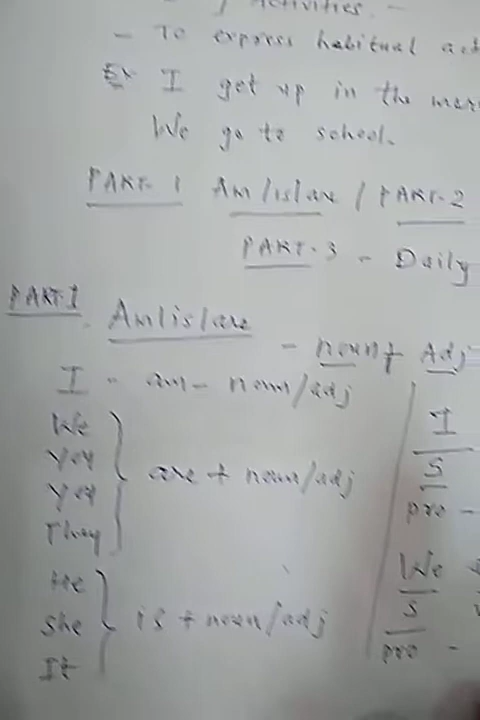 Activities. -
- To express habitual
Ex I get up in the
We go to school.
PART-1 Am/is/are / PART-2
PART-3 - Daily
PART-1. Am/is/are - noun + Adj
I - am - noun/adj
We
You
You
They
are + noun/adj
He
She
It
is + noun/adj
I
S
pro -
We
S
pro -